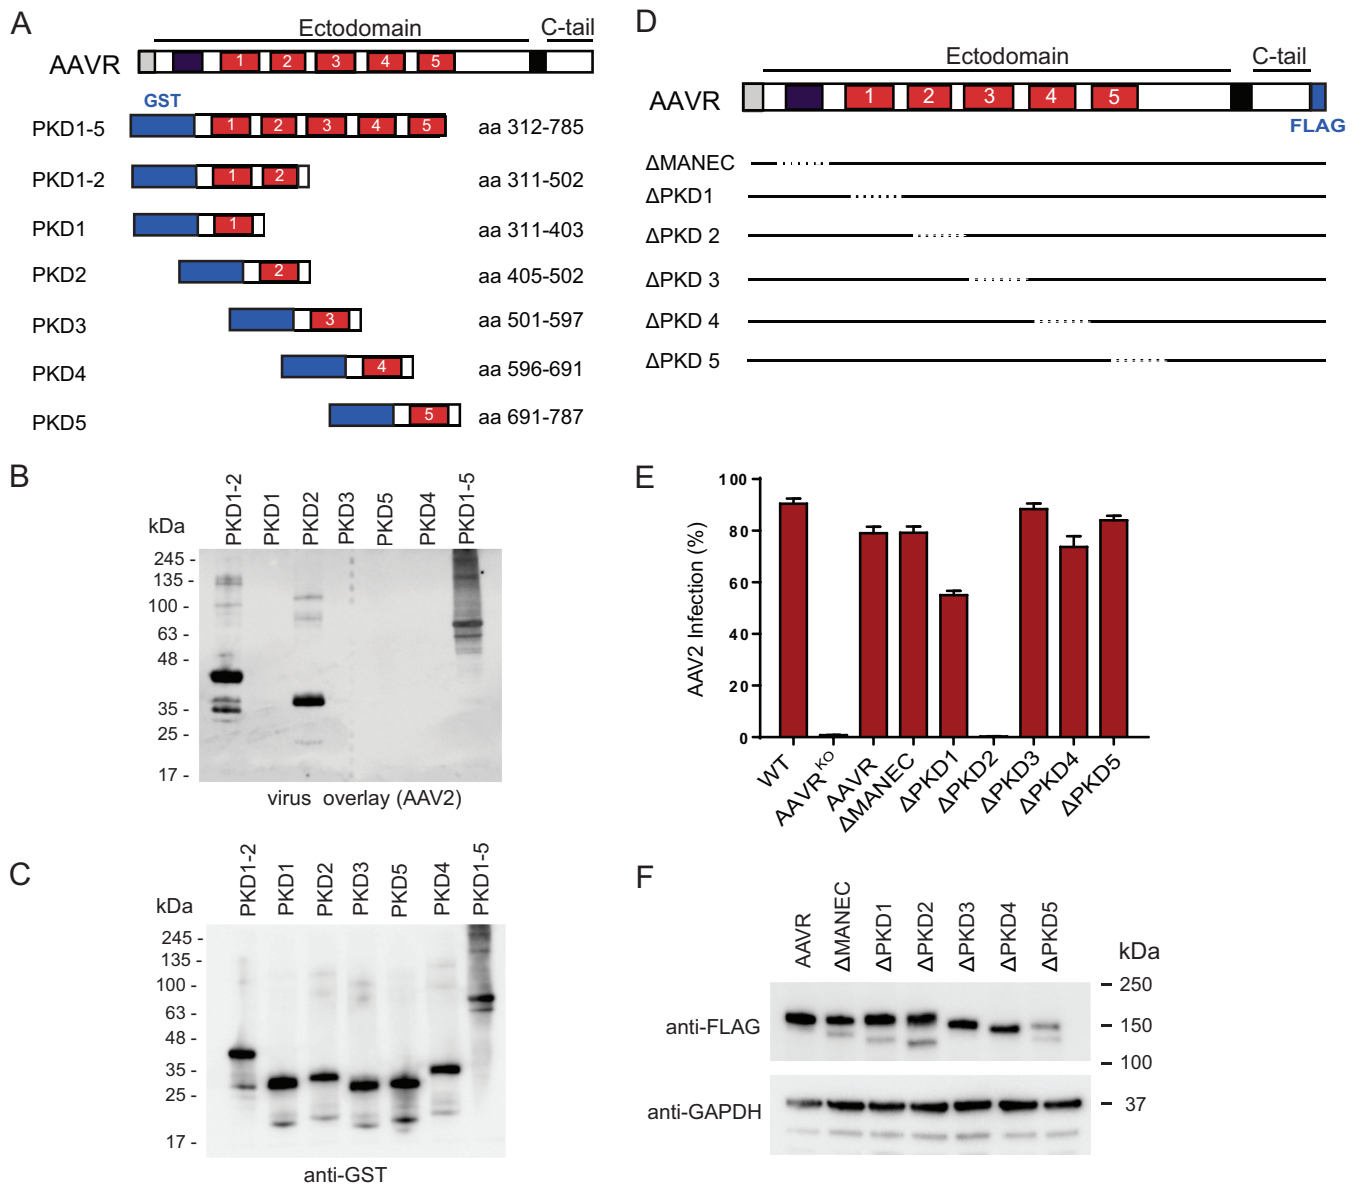 A
Ectodomain
C-tail
AAVR
1 2 3 4 5
GST
PKD1-5
1 2 3 4 5
aa 312-785
PKD1-2
1 2
aa 311-502
PKD1
1
aa 311-403
PKD2
2
aa 405-502
PKD3
3
aa 501-597
PKD4
4
aa 596-691
PKD5
5
aa 691-787
B
kDa
PKD1-2
PKD1
PKD2
PKD3
PKD5
PKD4
PKD1-5
245 -
135 -
100 -
63 -
48 -
35 -
25 -
17 -
virus overlay (AAV2)
C
kDa
PKD1-2
PKD1
PKD2
PKD3
PKD5
PKD4
PKD1-5
245 -
135 -
100 -
63 -
48 -
35 -
25 -
17 -
anti-GST
D
Ectodomain
C-tail
AAVR
1 2 3 4 5
FLAG
ΔMANEC
ΔPKD1
ΔPKD 2
ΔPKD 3
ΔPKD 4
ΔPKD 5
E
AAV2 Infection (%)
100
80
60
40
20
0
WT
AAVRKO
AAVR
ΔMANEC
ΔPKD1
ΔPKD2
ΔPKD3
ΔPKD4
ΔPKD5
F
AAVR
ΔMANEC
ΔPKD1
ΔPKD2
ΔPKD3
ΔPKD4
ΔPKD5
kDa
anti-FLAG
250
150
100
anti-GAPDH
37